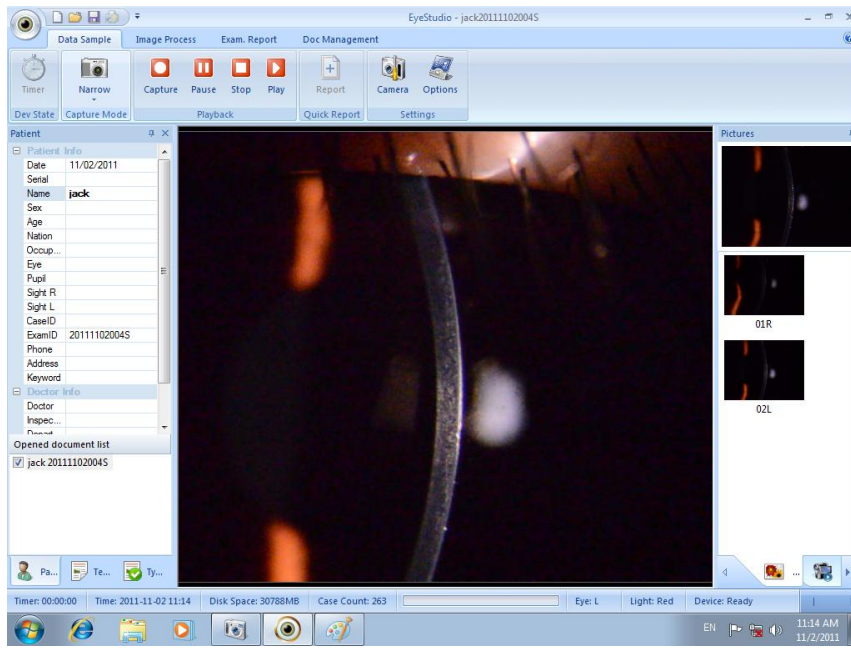 EyeStudio - jack20111102004S
Data Sample Image Process Exam. Report Doc Management
Timer Narrow Capture Pause Stop Play Report Camera Options
Dev State Capture Mode Playback Quick Report Settings
Patient
Patient Info
Date 11/02/2011
Serial
Name jack
Sex
Age
Nation
Occup...
Eye
Pupil
Sight R
Sight L
CaseID
ExamID 20111102004S
Phone
Address
Keyword
Doctor Info
Doctor
Inspec...
Depart
Opened document list
jack 20111102004S
Pa... Te... Ty...
Pictures
01R
02L
...
Timer: 00:00:00 Time: 2011-11-02 11:14 Disk Space: 30788MB Case Count: 263 Eye: L Light: Red Device: Ready
EN 11:14 AM
11/2/2011